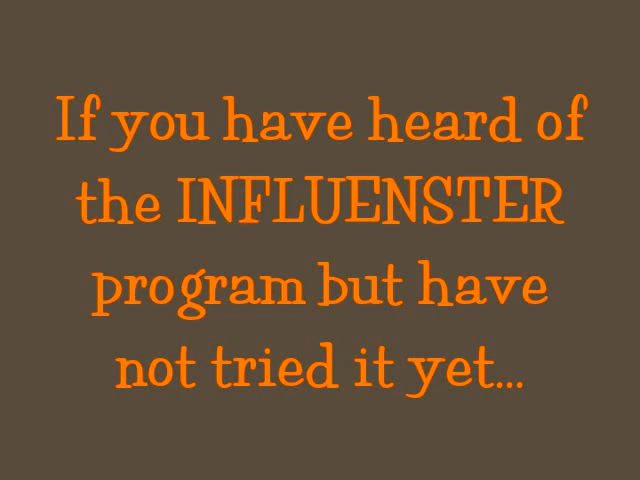 If you have heard of
the INFLUENSTER
program but have
not tried it yet...